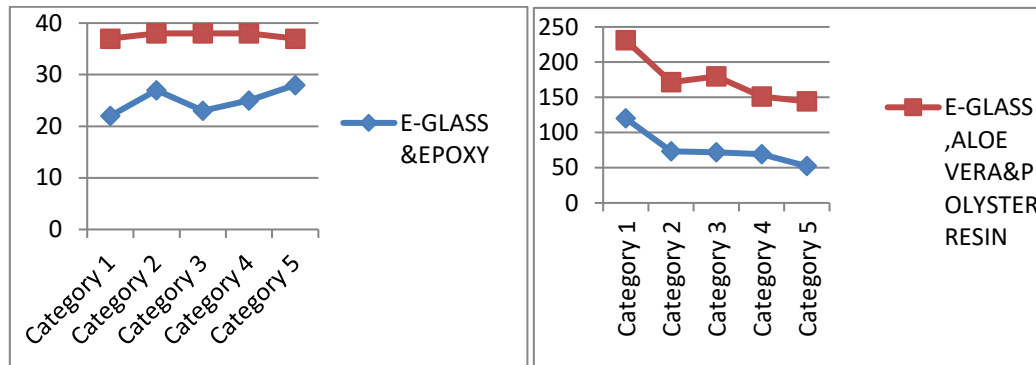 40
30
20
10
0
Category 1
Category 2
Category 3
Category 4
Category 5
E-GLASS
&EPOXY
250
200
150
100
50
0
Category 1
Category 2
Category 3
Category 4
Category 5
E-GLASS
,ALOE
VERA&P
OLYSTER
RESIN